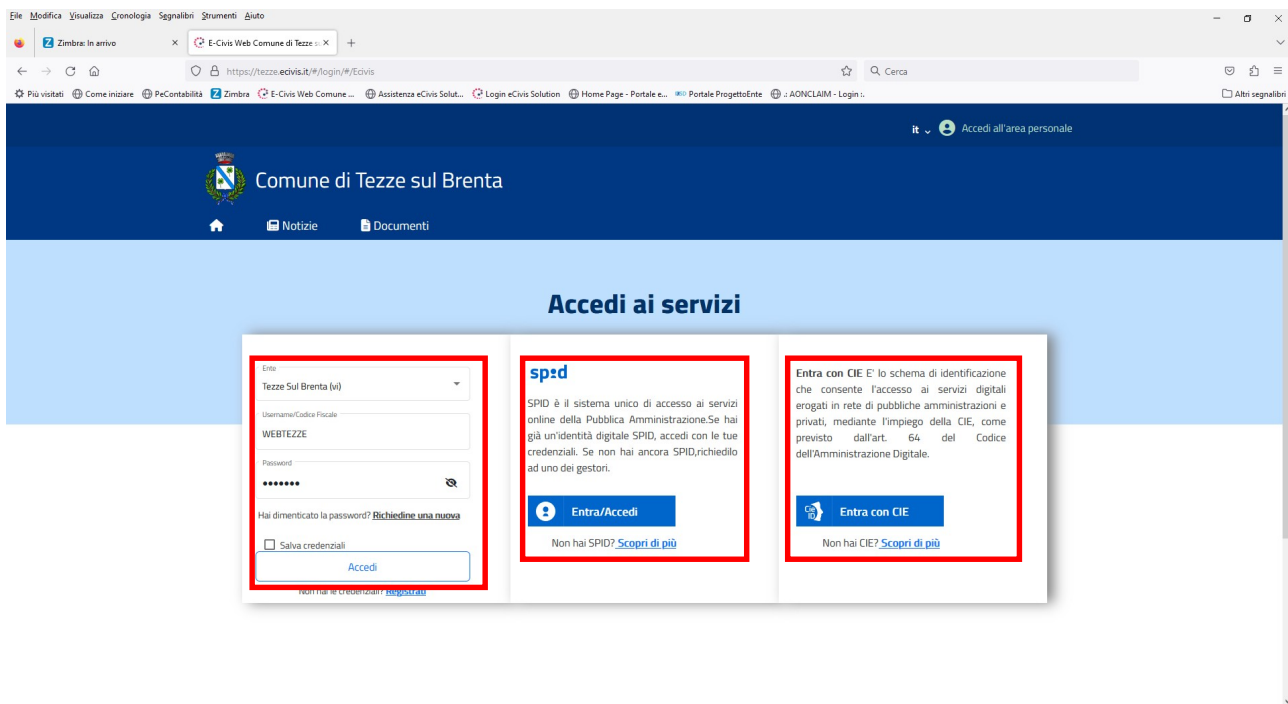 File Modifica Visualizza Cronologia Segnalibri Strumenti Aiuto
Zimbra: In arrivo
E-Civis Web Comune di Tezze s
https://tezze.ecivis.it/#/login/#/Ecivis
Cerca
Più visitati Come iniziare PeContabilità Zimbra E-Civis Web Comune ... Assistenza eCivis Solut... Login eCivis Solution Home Page - Portale e... Portale ProgettoEnte .: AONCLAIM - Login :.
Altri segnalibri
it Accedi all'area personale
Comune di Tezze sul Brenta
Notizie Documenti
Accedi ai servizi
Ente
Tezze Sul Brenta (vi)
Username/Codice Fiscale
WEBTEZZE
Password
•••••••
Hai dimenticato la password? Richiedine una nuova
Salva credenziali
Accedi
Non hai le credenziali? Registrati
sp:d
SPID è il sistema unico di accesso ai servizi
online della Pubblica Amministrazione.Se hai
già un'identità digitale SPID, accedi con le tue
credenziali. Se non hai ancora SPID,richiedilo
ad uno dei gestori.
Entra/Accedi
Non hai SPID? Scopri di più
Entra con CIE E' lo schema di identificazione
che consente l'accesso ai servizi digitali
erogati in rete di pubbliche amministrazioni e
privati, mediante l'impiego della CIE, come
previsto dall'art. 64 del Codice
dell'Amministrazione Digitale.
Entra con CIE
Non hai CIE? Scopri di più